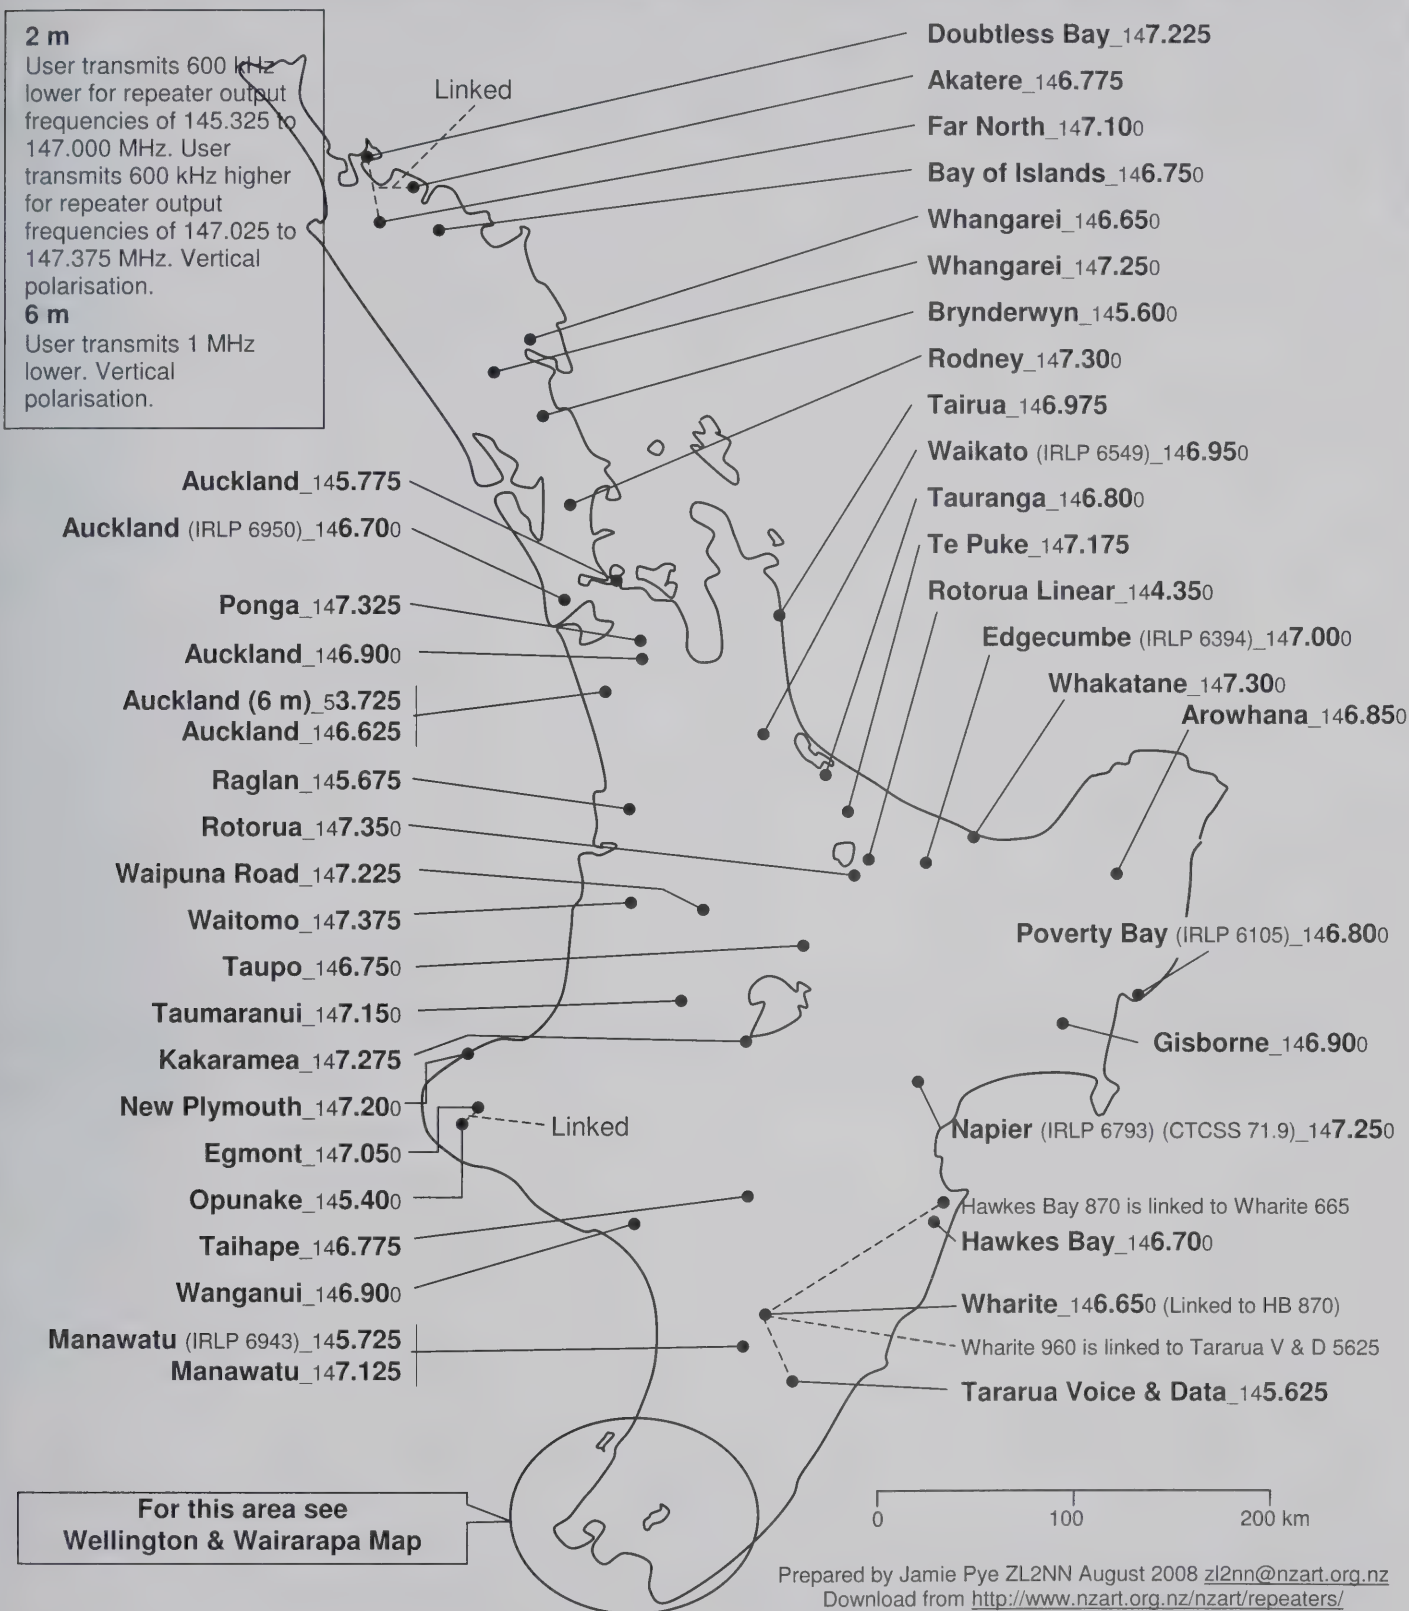 2 m
User transmits 600 kHz
lower for repeater output
frequencies of 145.325 to
147.000 MHz. User
transmits 600 kHz higher
for repeater output
frequencies of 147.025 to
147.375 MHz. Vertical
polarisation.
6 m
User transmits 1 MHz
lower. Vertical
polarisation.
Linked
Doubtless Bay_147.225
Akatere_146.775
Far North_147.100
Bay of Islands_146.750
Whangarei_146.650
Whangarei_147.250
Brynderwyn_145.600
Rodney_147.300
Tairua_146.975
Waikato (IRLP 6549)_146.950
Tauranga_146.800
Te Puke_147.175
Rotorua Linear_144.350
Edgecumbe (IRLP 6394)_147.000
Whakatane_147.300
Arowhana_146.850
Auckland_145.775
Auckland (IRLP 6950)_146.700
Ponga_147.325
Auckland_146.900
Auckland (6 m)_53.725
Auckland_146.625
Raglan_145.675
Rotorua_147.350
Waipuna Road_147.225
Waitomo_147.375
Taupo_146.750
Taumaranui_147.150
Kakaramea_147.275
New Plymouth_147.200
Egmont_147.050
Opunake_145.400
Taihape_146.775
Wanganui_146.900
Manawatu (IRLP 6943)_145.725
Manawatu_147.125
Linked
Poverty Bay (IRLP 6105)_146.800
Gisborne_146.900
Napier (IRLP 6793) (CTCSS 71.9)_147.250
Hawkes Bay 870 is linked to Wharite 665
Hawkes Bay_146.700
Wharite_146.650 (Linked to HB 870)
Wharite 960 is linked to Tararua V & D 5625
Tararua Voice & Data_145.625
For this area see
Wellington & Wairarapa Map
0 100 200 km
Prepared by Jamie Pye ZL2NN August 2008 zl2nn@nzart.org.nz
Download from http://www.nzart.org.nz/nzart/repeaters/